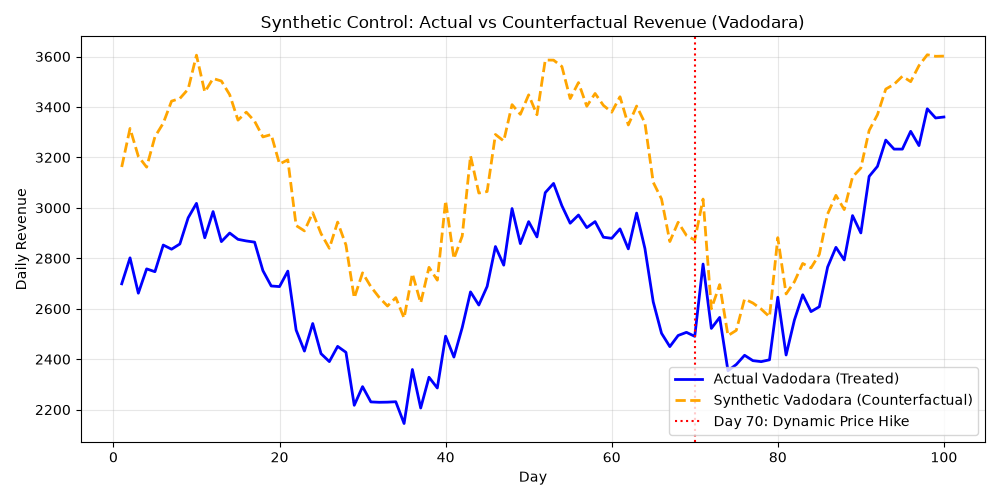 Synthetic Control: Actual vs Counterfactual Revenue (Vadodara)
Daily Revenue
3600
3400
3200
3000
2800
2600
2400
2200
Actual Vadodara (Treated)
Synthetic Vadodara (Counterfactual)
Day 70: Dynamic Price Hike
0 20 40 60 80 100
Day